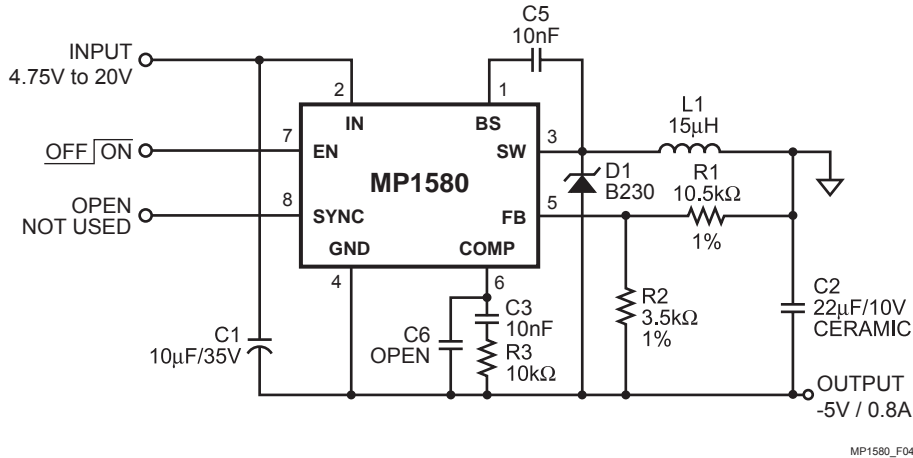 C5
10nF
INPUT
4.75V to 20V
2
1
L1
15μH
IN
BS
7
3
OFF ON
EN
SW
D1
B230
R1
10.5kΩ
MP1580
OPEN
NOT USED
8
5
SYNC
FB
1%
GND
COMP
4
6
R2
3.5kΩ
1%
C2
22μF/10V
CERAMIC
C1
10μF/35V
C6
OPEN
C3
10nF
R3
10kΩ
OUTPUT
-5V / 0.8A
MP1580_F04